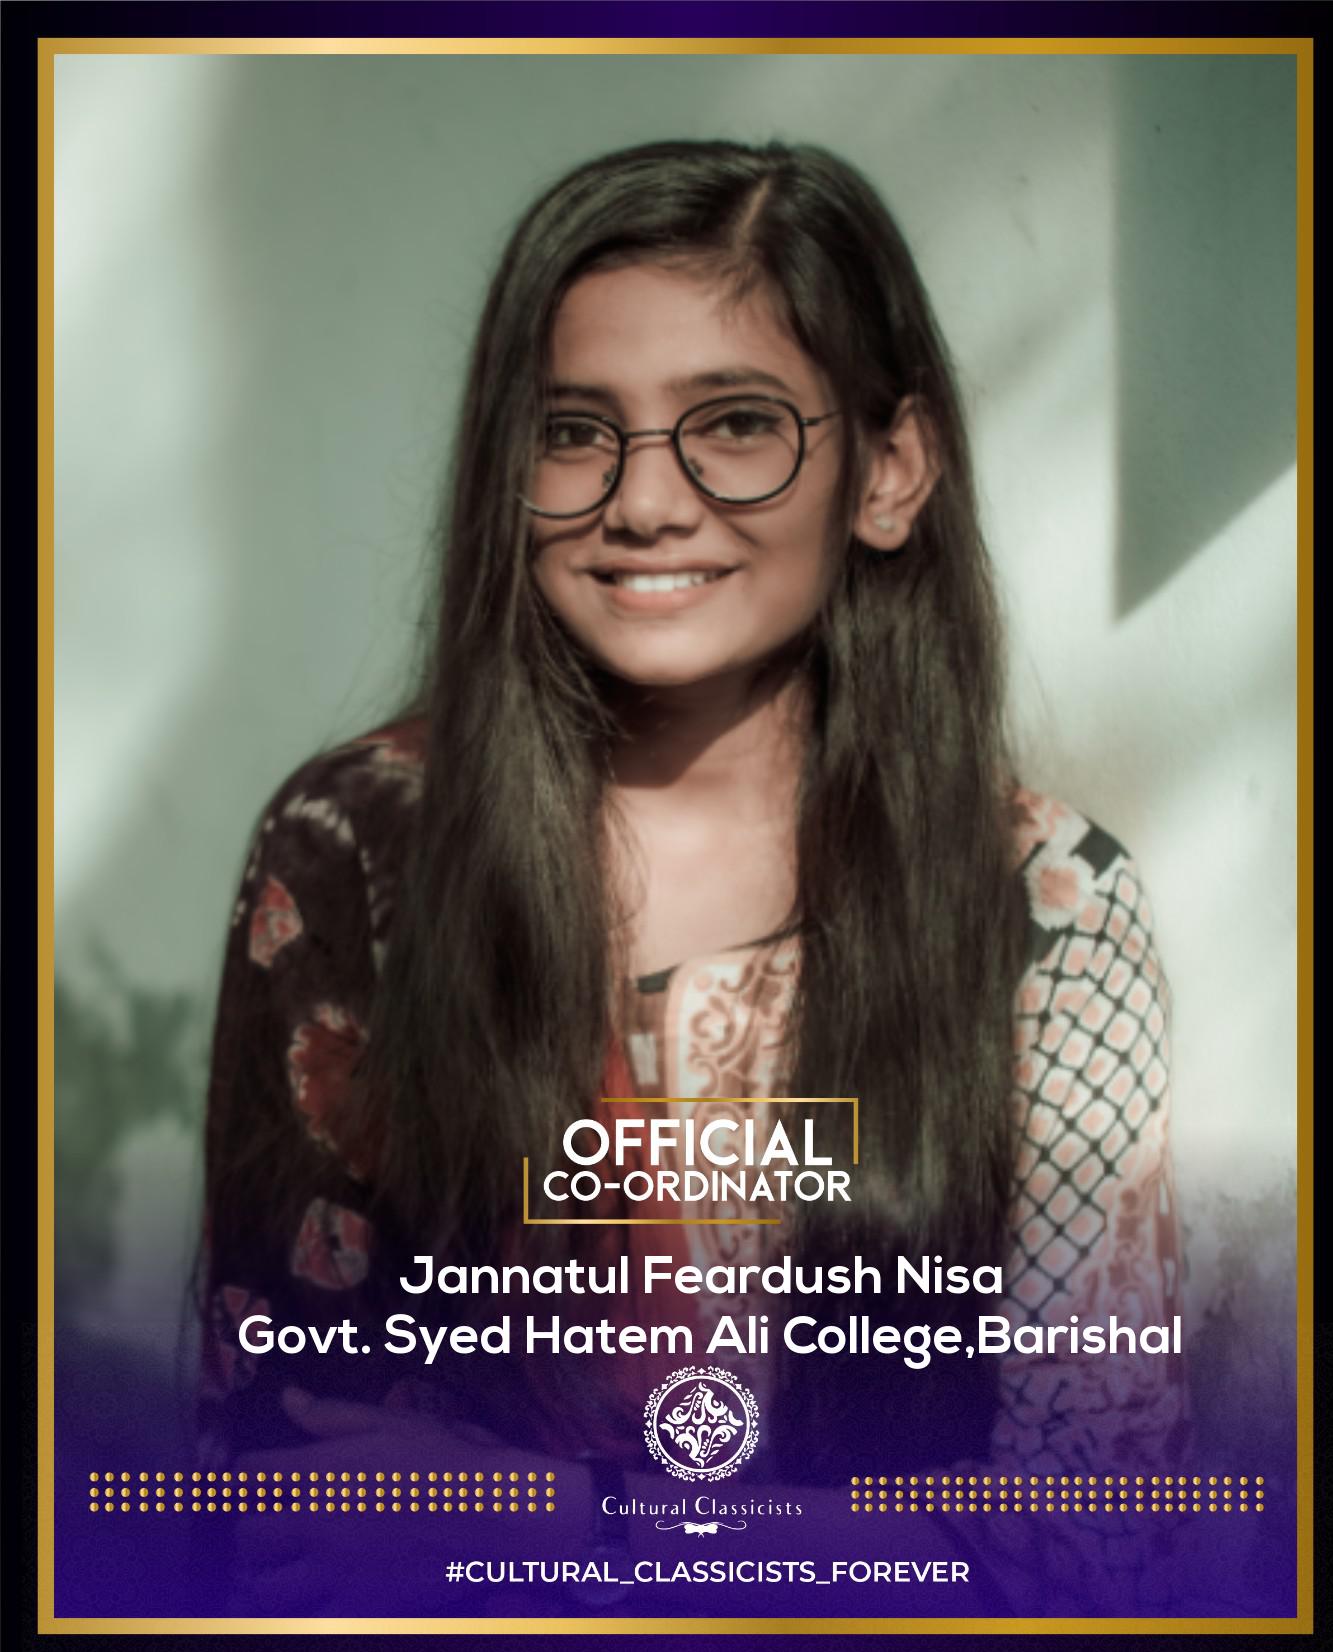 OFFICIAL
CO-ORDINATOR
Jannatul Feardush Nisa
Govt. Syed Hatem Ali College,Barishal
Cultural Classicists
#CULTURAL_CLASSICISTS_FOREVER